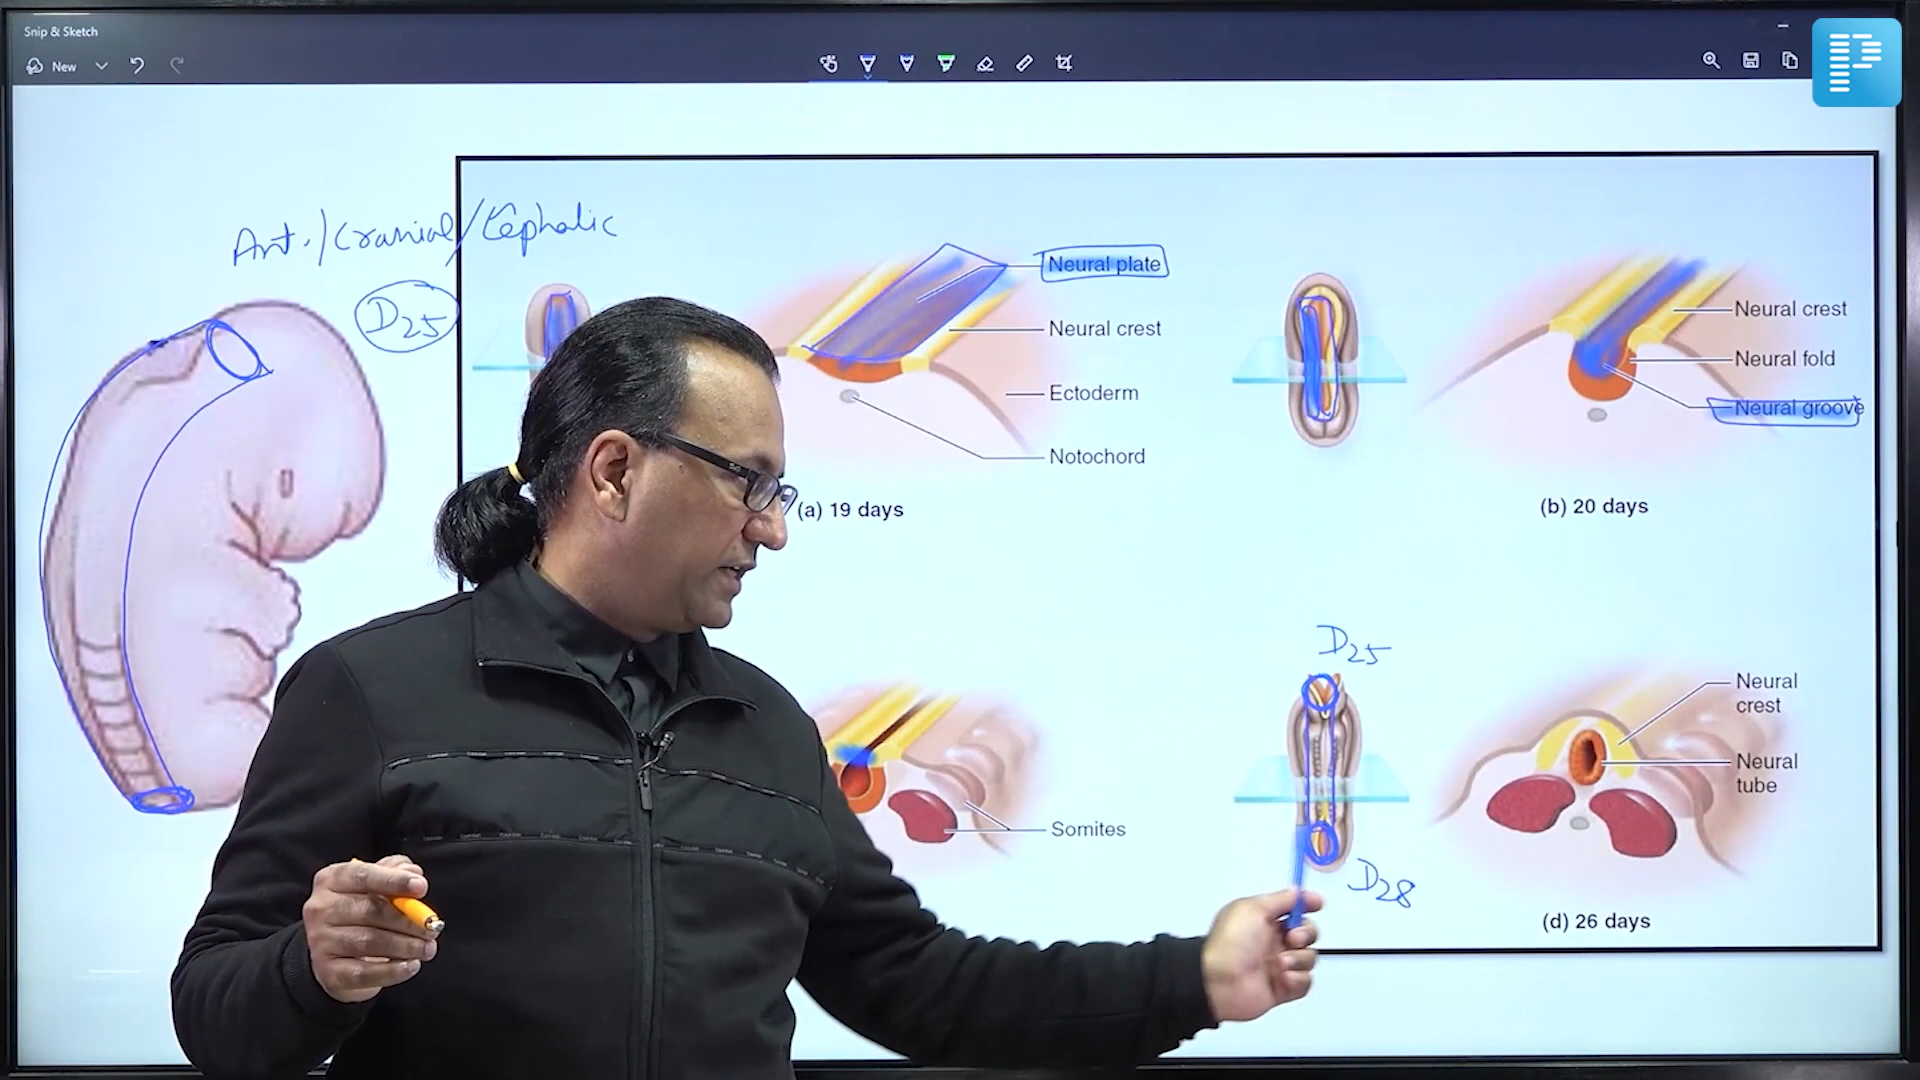 Snip & Sketch
New
Ant./Cranial/Cephalic
D25
Neural plate
Neural crest
Ectoderm
Notochord
(a) 19 days
Neural crest
Neural fold
Neural groove
(b) 20 days
Somites
D25
D28
Neural
crest
Neural
tube
(d) 26 days